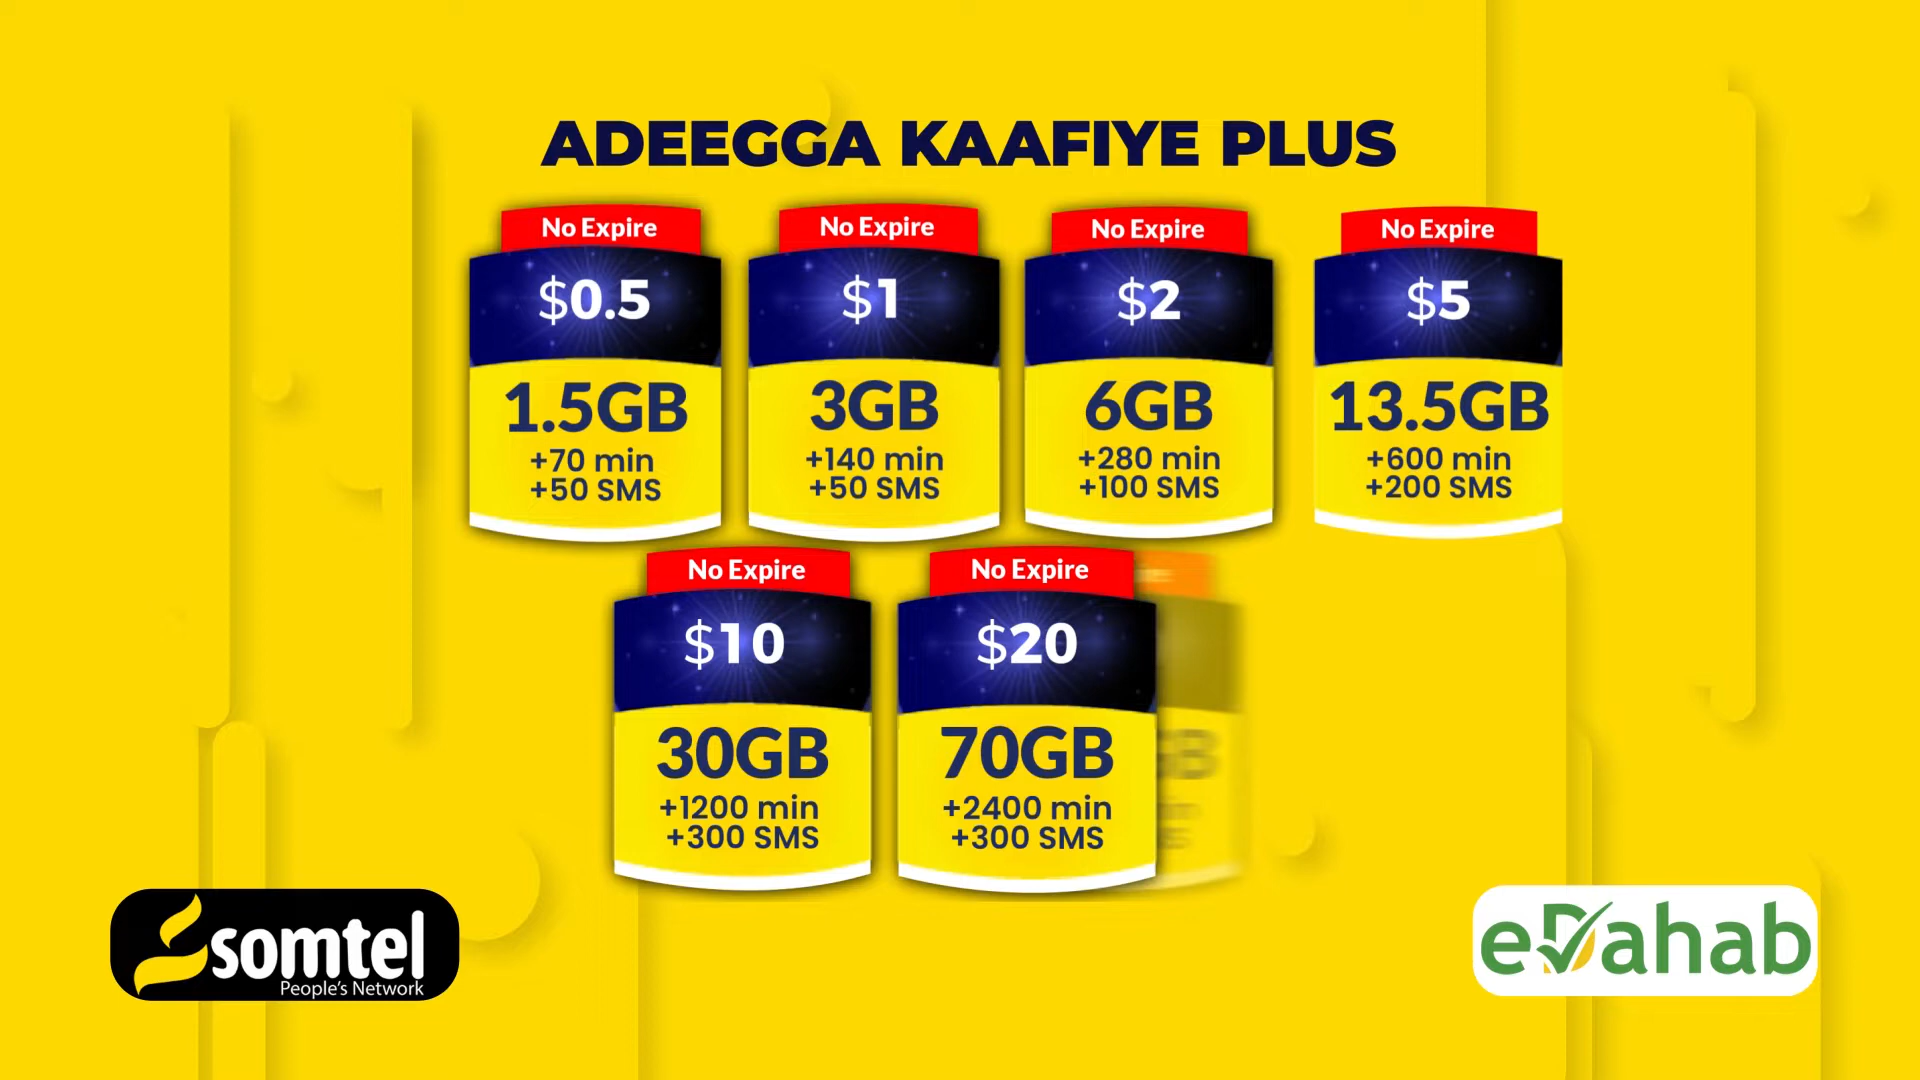 ADEEGGA KAAFIYE PLUS
No Expire
$0.5
1.5GB
+70 min
+50 SMS
No Expire
$1
3GB
+140 min
+50 SMS
No Expire
$2
6GB
+280 min
+100 SMS
No Expire
$5
13.5GB
+600 min
+200 SMS
No Expire
$10
30GB
+1200 min
+300 SMS
No Expire
$20
70GB
+2400 min
+300 SMS
somtel
People's Network
eDahab